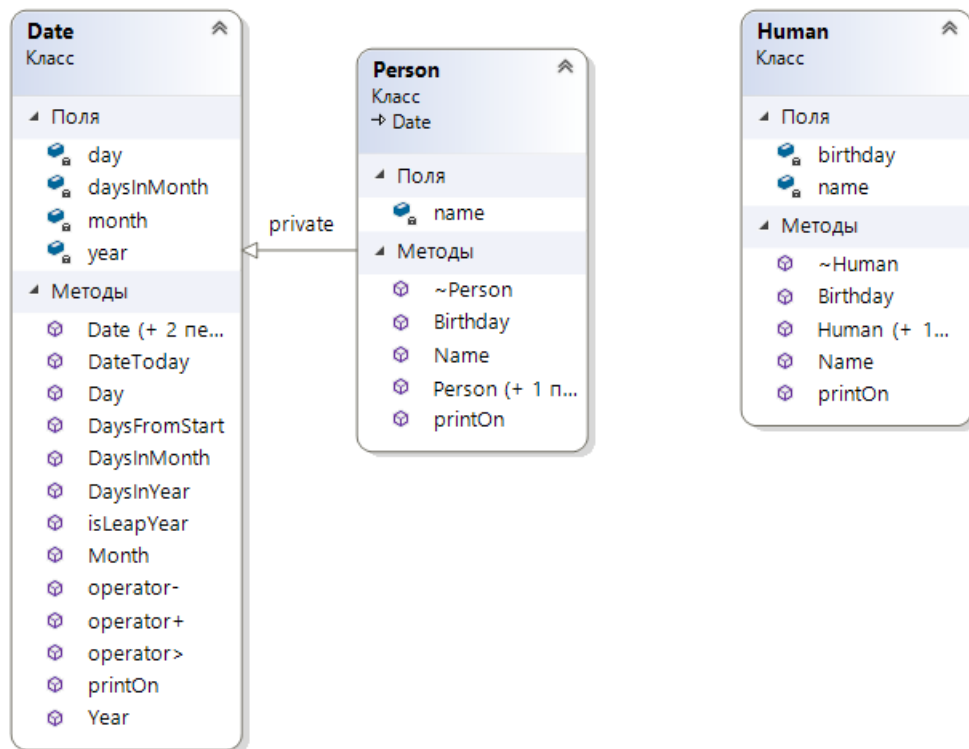 Date
Класс
Поля
day
daysInMonth
month
year
Методы
Date (+ 2 пе...
DateToday
Day
DaysFromStart
DaysInMonth
DaysInYear
isLeapYear
Month
operator-
operator+
operator>
printOn
Year
private
Person
Класс
Date
Поля
name
Методы
~Person
Birthday
Name
Person (+ 1 п...
printOn
Human
Класс
Поля
birthday
name
Методы
~Human
Birthday
Human (+ 1...
Name
printOn